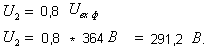 U₂ = 0,8 Uвх ф
U₂ = 0,8 * 364 В = 291,2 В.